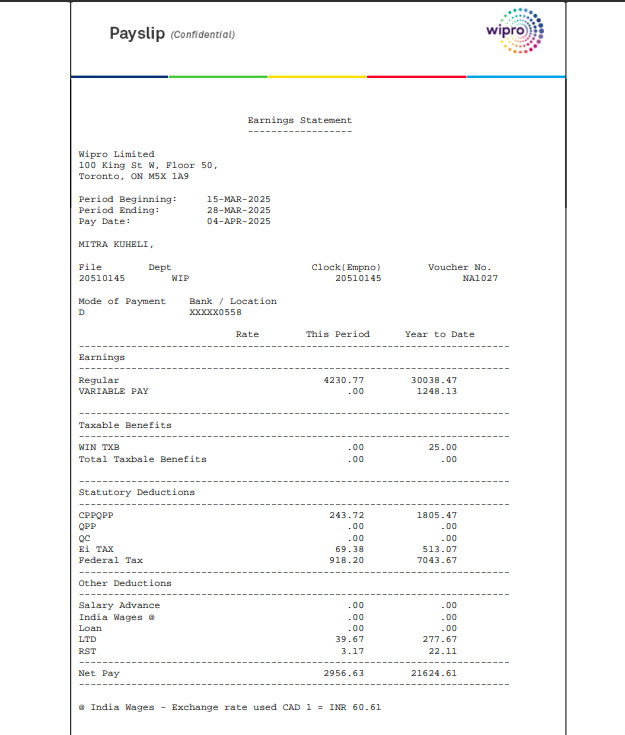 Payslip (Confidential)
wipro
Earnings Statement
------------------
Wipro Limited
100 King St W, Floor 50,
Toronto, ON M5X 1A9
Period Beginning: 15-MAR-2025
Period Ending: 28-MAR-2025
Pay Date: 04-APR-2025
MITRA KUHELI,
File Dept Clock(Empno) Voucher No.
20510145 WIP 20510145 NA1027
Mode of Payment Bank / Location
D XXXXX0558
Rate This Period Year to Date
Earnings
Regular 4230.77 30038.47
VARIABLE PAY .00 1248.13
Taxable Benefits
WIN TXB .00 25.00
Total Taxbale Benefits .00 .00
Statutory Deductions
CPPQPP 243.72 1805.47
QPP .00 .00
QC .00 .00
Ei TAX 69.38 513.07
Federal Tax 918.20 7043.67
Other Deductions
Salary Advance .00 .00
India Wages @ .00 .00
Loan .00 .00
LTD 39.67 277.67
RST 3.17 22.11
Net Pay 2956.63 21624.61
@ India Wages - Exchange rate used CAD 1 = INR 60.61